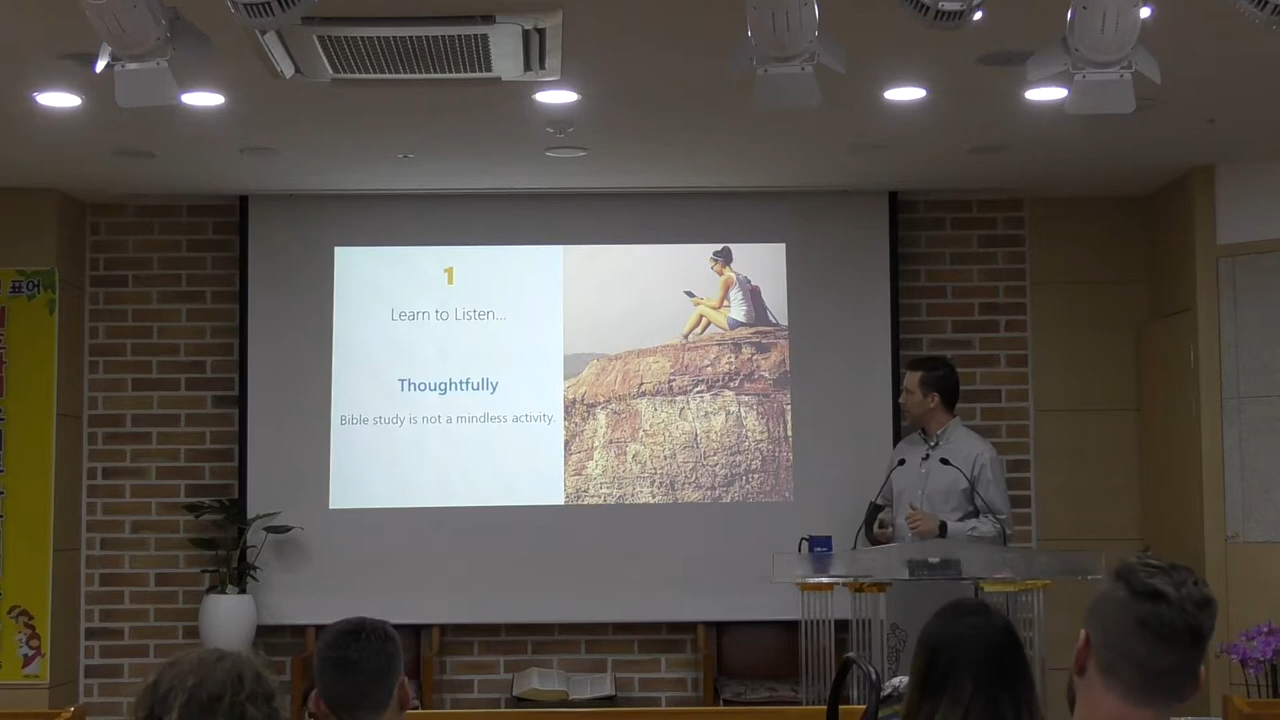 1
Learn to Listen...
Thoughtfully
Bible study is not a mindless activity.
표어